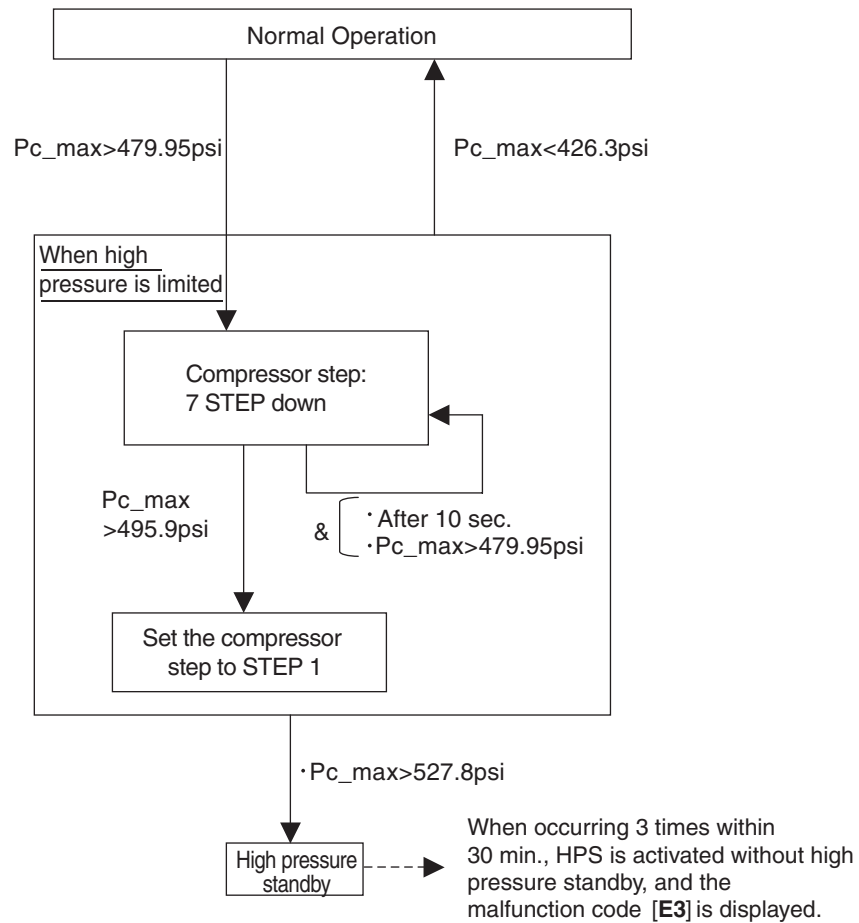 Normal Operation
Pc_max>479.95psi
Pc_max<426.3psi
When high
pressure is limited
Compressor step:
7 STEP down
Pc_max
>495.9psi
& ・After 10 sec.
・Pc_max>479.95psi
Set the compressor
step to STEP 1
・Pc_max>527.8psi
High pressure
standby
When occurring 3 times within
30 min., HPS is activated without high
pressure standby, and the
malfunction code [E3] is displayed.